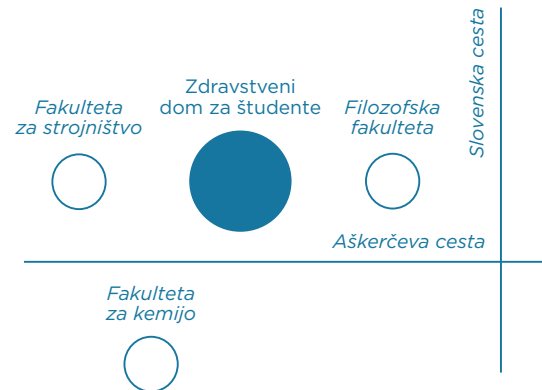 Slovenska cesta
Zdravstveni
dom za študente
Fakulteta
za strojništvo
Filozofska
fakulteta
Aškerčeva cesta
Fakulteta
za kemijo